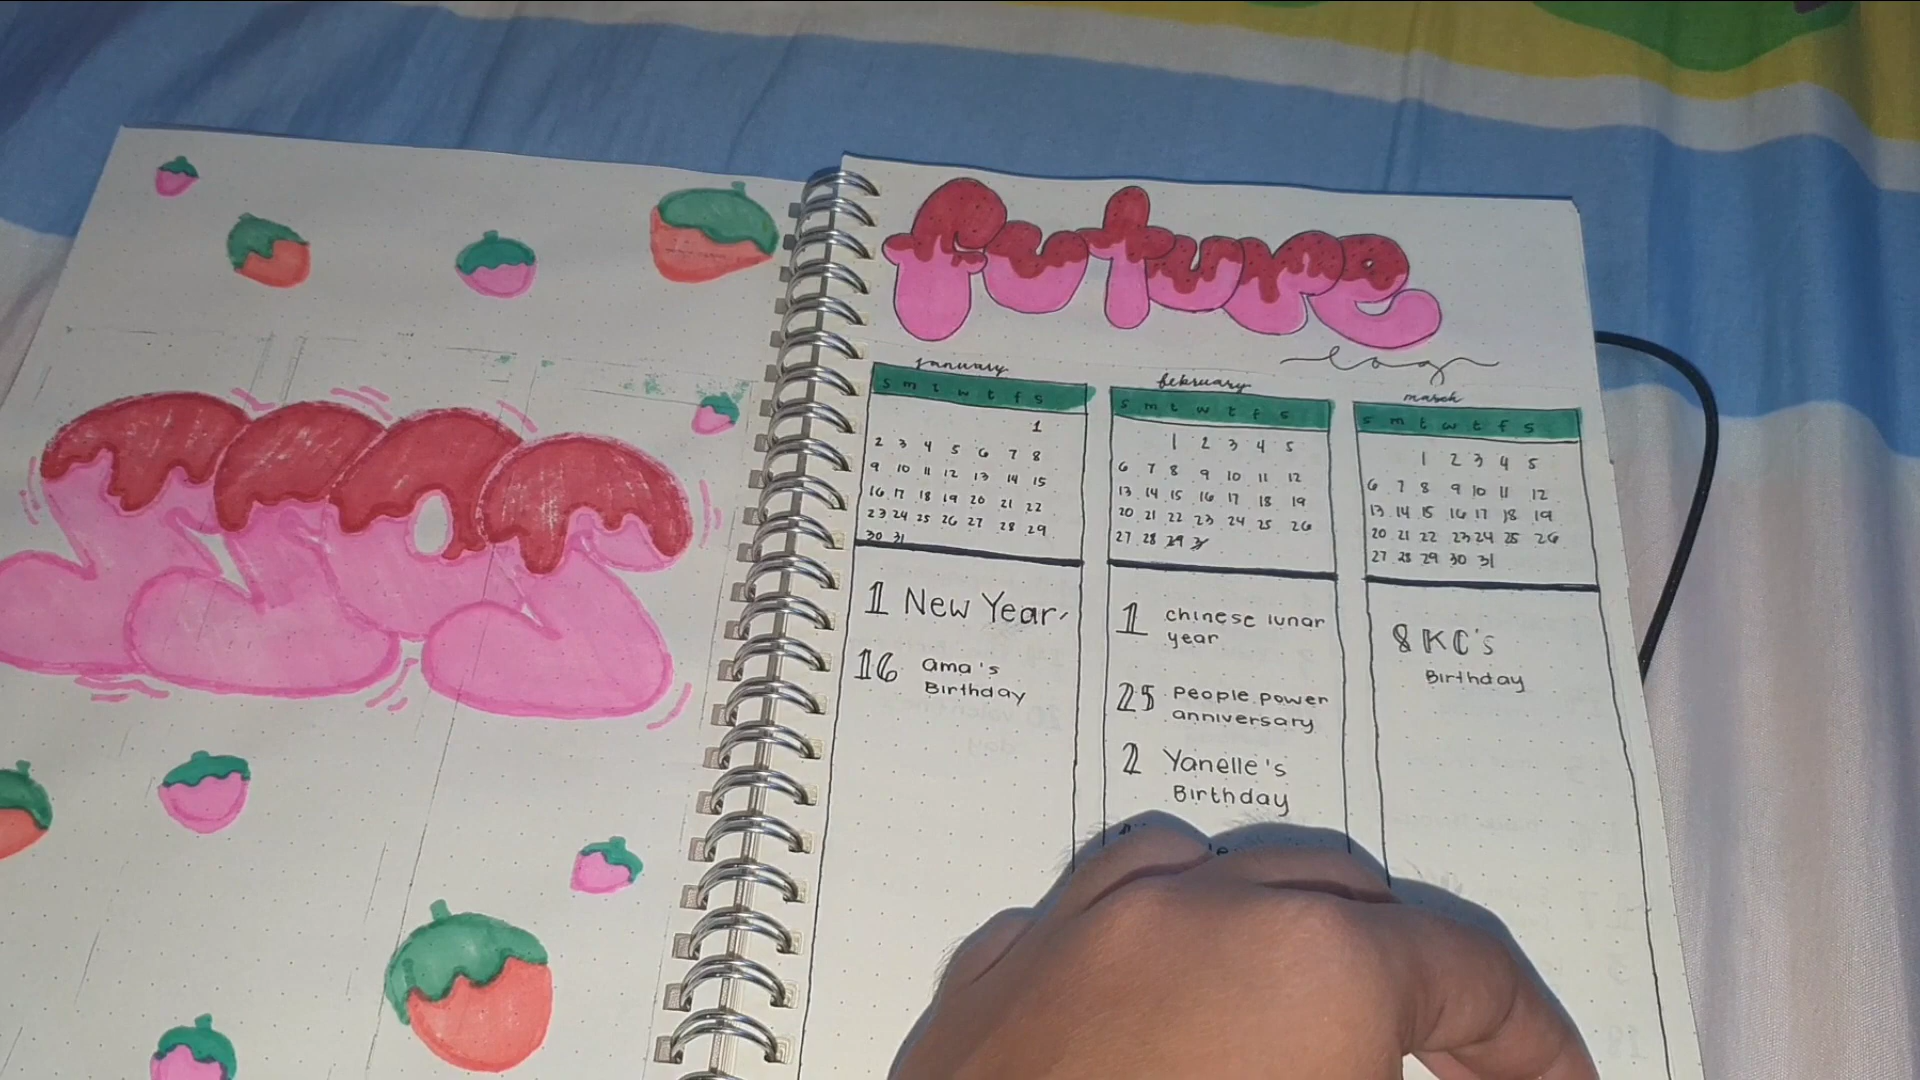 2202
future
log
january
s m t w t f s
1
2 3 4 5 6 7 8
9 10 11 12 13 14 15
16 17 18 19 20 21 22
23 24 25 26 27 28 29
30 31
1 New Year
16 ama's
Birthday
february
s m t w t f s
1 2 3 4 5
6 7 8 9 10 11 12
13 14 15 16 17 18 19
20 21 22 23 24 25 26
27 28 29
1 chinese lunar
year
25 People power
anniversary
2 Yanelle's
Birthday
march
s m t w t f s
1 2 3 4 5
6 7 8 9 10 11 12
13 14 15 16 17 18 19
20 21 22 23 24 25 26
27 28 29 30 31
8 KC's
Birthday